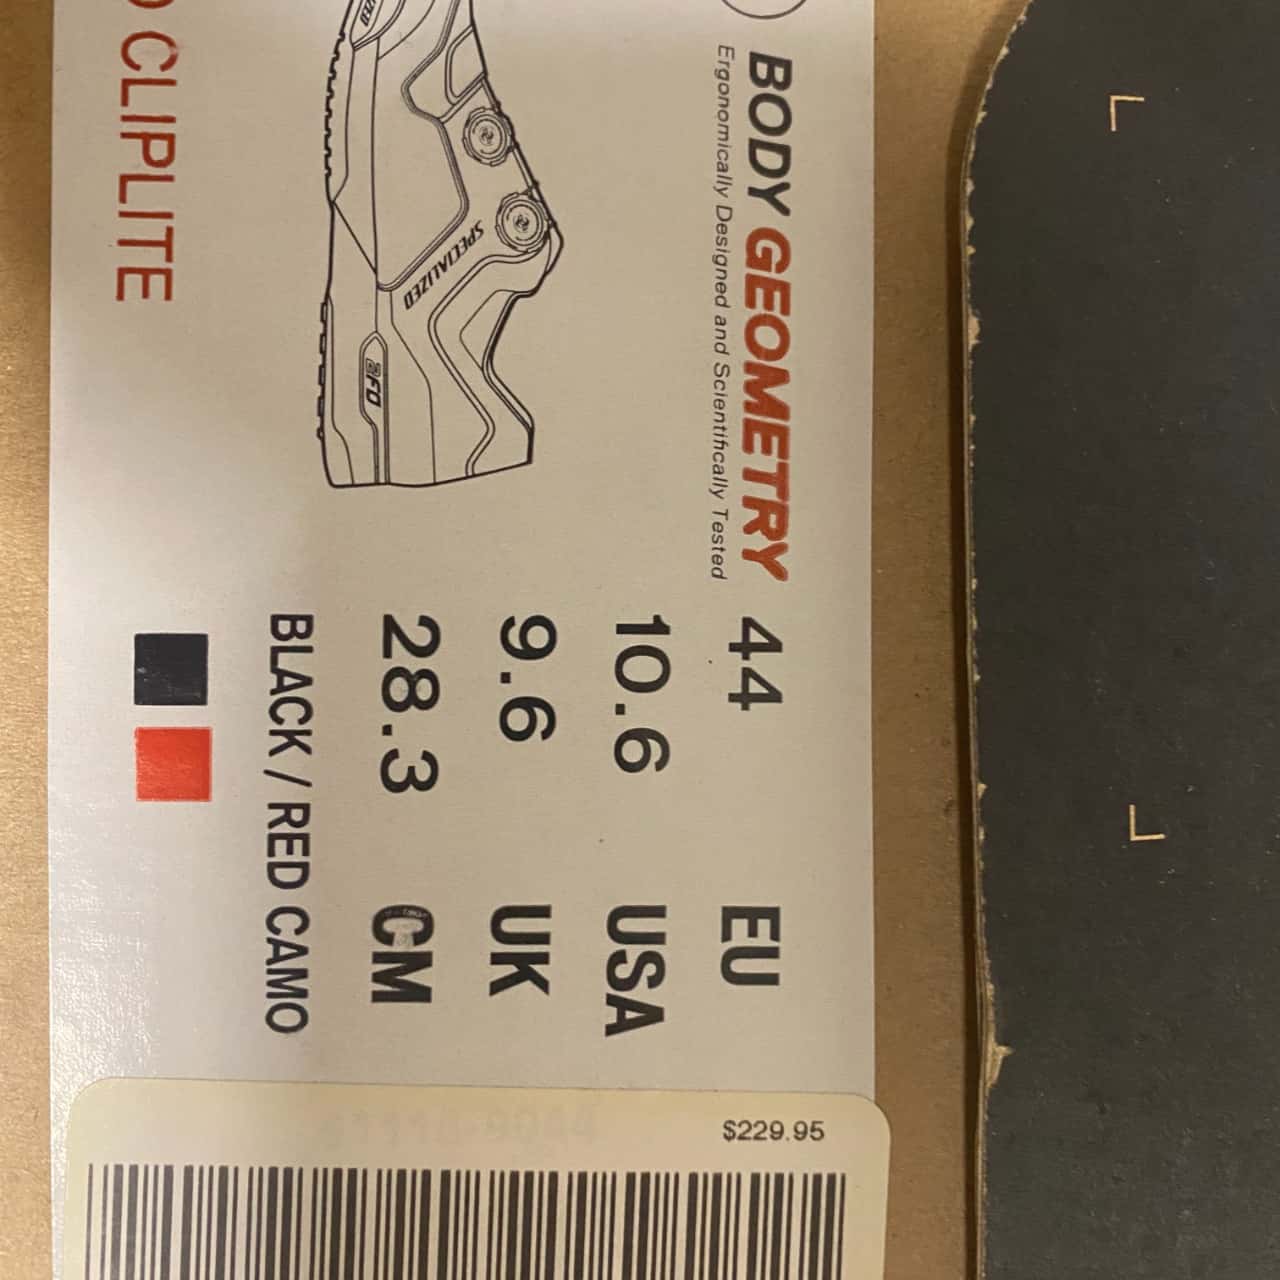 BODY GEOMETRY
Ergonomically Designed and Scientifically Tested
SPECIALIZED
2FO
CLIPLITE
44 EU
10.6 USA
9.6 UK
28.3 CM
BLACK / RED CAMO
$229.95